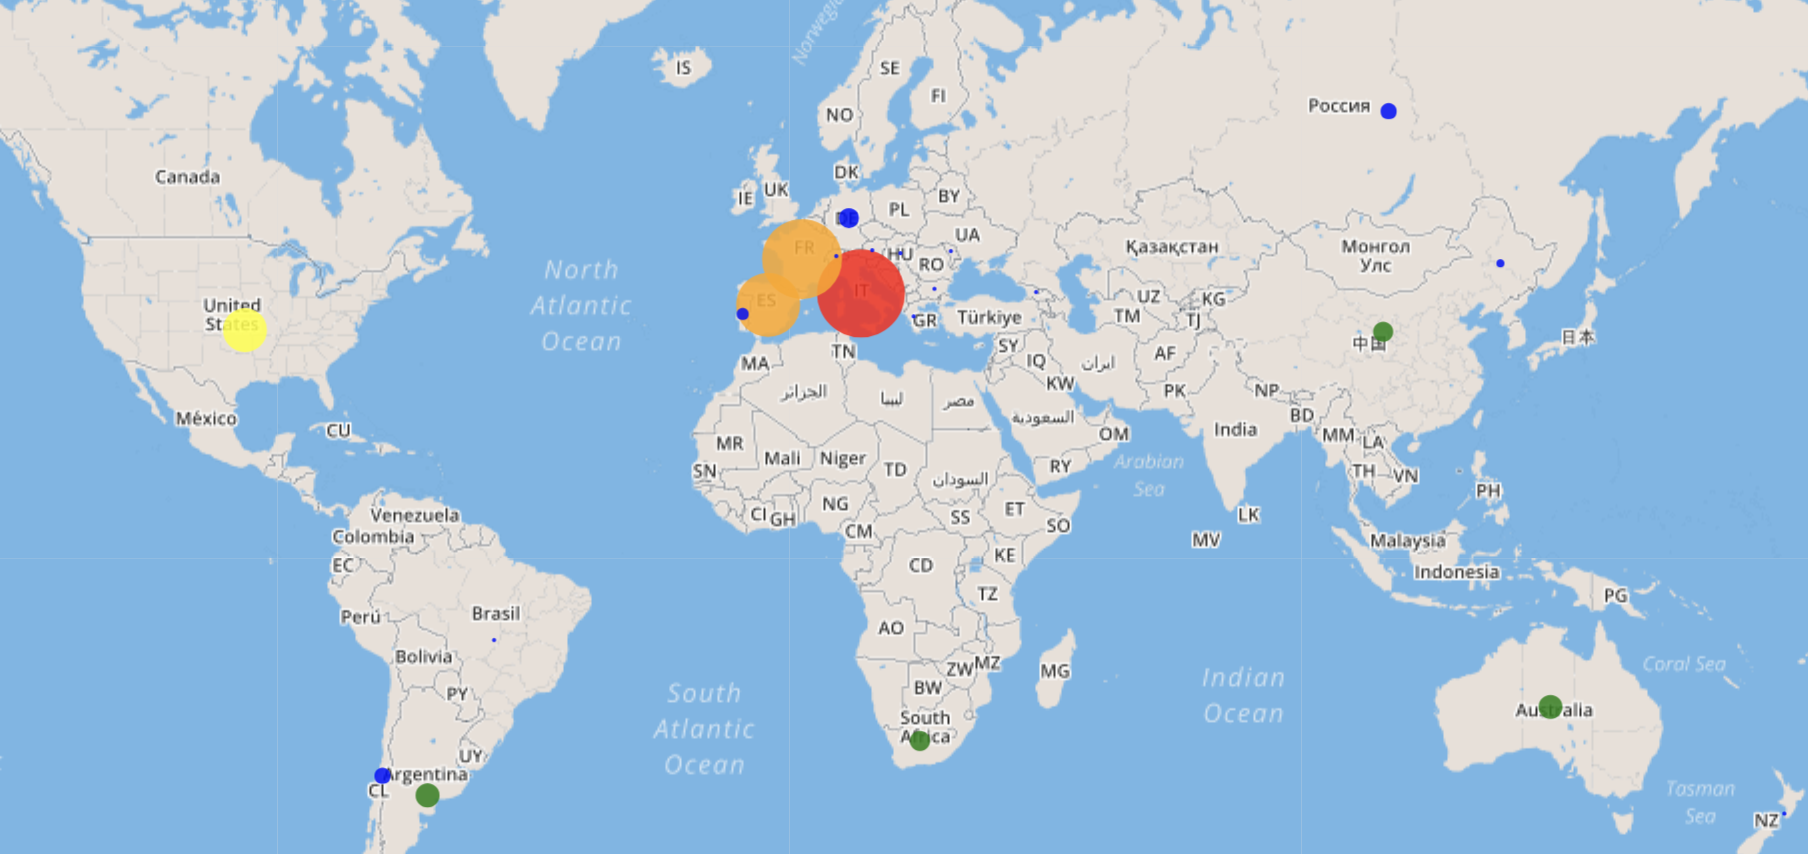 Norwegia
IS
SE
FI
NO
Россия
DK
Canada
IE
UK
PL
BY
DE
UA
FR
HU
RO
Қазақстан
Монгол
Улс
North
Atlantic
Ocean
United
States
ES
IT
GR
Türkiye
UZ
KG
TM
TJ
中国
日本
MA
TN
SY
IQ
ایران
AF
KW
PK
NP
México
CU
الجزائر
ليبيا
مصر
السعودية
OM
India
BD
MM
LA
MR
Mali
Niger
TD
SN
السودان
RY
Arabian
Sea
TH
VN
PH
Venezuela
Colombia
CI
GH
NG
CM
SS
ET
SO
LK
MV
Malaysia
Indonesia
EC
CD
KE
TZ
PG
Perú
Brasil
AO
Bolivia
PY
ZW
MZ
MG
BW
South
Atlantic
Ocean
Indian
Ocean
Coral Sea
South
Africa
Australia
UY
Argentina
CL
Tasman
Sea
NZ